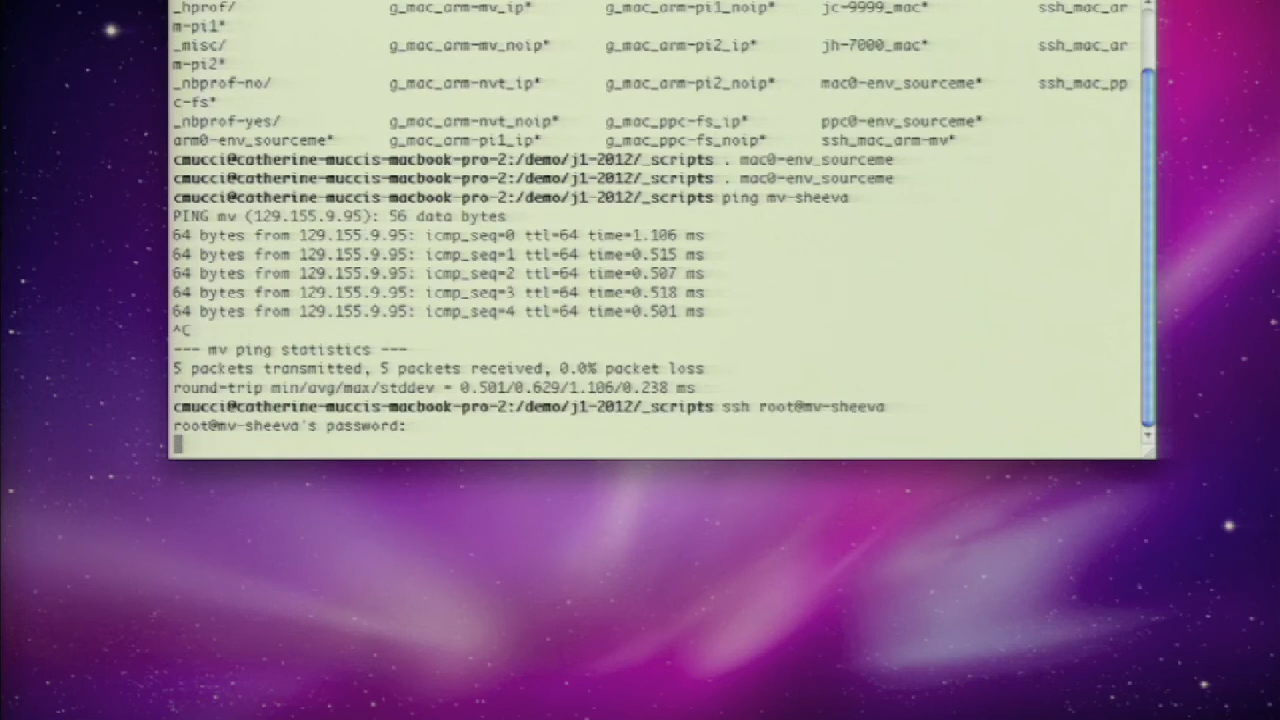 _hprof/ g_mac_arm-mv_ip* g_mac_arm-pi1_noip* jc-9999_mac* ssh_mac_ar
m-pi1*
_misc/ g_mac_arm-mv_noip* g_mac_arm-pi2_ip* jh-7000_mac* ssh_mac_ar
m-pi2*
_nbprof-no/ g_mac_arm-nvt_ip* g_mac_arm-pi2_noip* mac0-env_sourceme* ssh_mac_pp
c-fs*
_nbprof-yes/ g_mac_arm-nvt_noip* g_mac_ppc-fs_ip* ppc0-env_sourceme*
arm0-env_sourceme* g_mac_arm-pi1_ip* g_mac_ppc-fs_noip* ssh_mac_arm-mv*
cmucci@catherine-muccis-macbook-pro-2:/demo/j1-2012/_scripts . mac0-env_sourceme
cmucci@catherine-muccis-macbook-pro-2:/demo/j1-2012/_scripts . mac0-env_sourceme
cmucci@catherine-muccis-macbook-pro-2:/demo/j1-2012/_scripts ping mv-sheeva
PING mv (129.155.9.95): 56 data bytes
64 bytes from 129.155.9.95: icmp_seq=0 ttl=64 time=1.106 ms
64 bytes from 129.155.9.95: icmp_seq=1 ttl=64 time=0.515 ms
64 bytes from 129.155.9.95: icmp_seq=2 ttl=64 time=0.507 ms
64 bytes from 129.155.9.95: icmp_seq=3 ttl=64 time=0.518 ms
64 bytes from 129.155.9.95: icmp_seq=4 ttl=64 time=0.501 ms
^C
--- mv ping statistics ---
5 packets transmitted, 5 packets received, 0.0% packet loss
round-trip min/avg/max/stddev = 0.501/0.629/1.106/0.238 ms
cmucci@catherine-muccis-macbook-pro-2:/demo/j1-2012/_scripts ssh root@mv-sheeva
root@mv-sheeva's password: